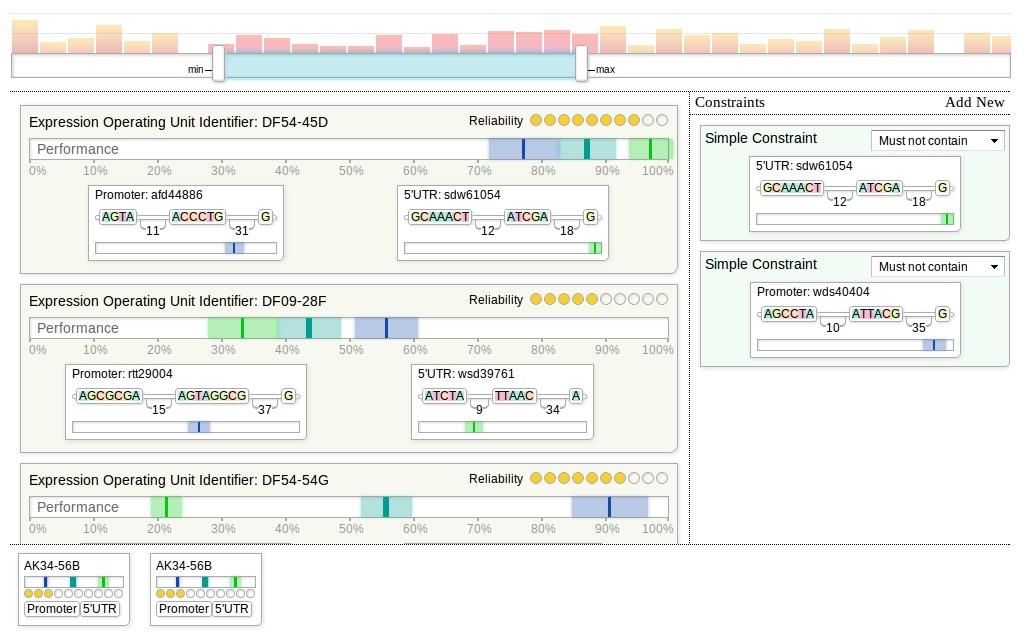 min
max
Constraints
Add New
Expression Operating Unit Identifier: DF54-45D
Reliability
Performance
0% 10% 20% 30% 40% 50% 60% 70% 80% 90% 100%
Promoter: afd44886
AGTA ACCCTG G
11 31
5'UTR: sdw61054
GCAAACT ATCGA G
12 18
Expression Operating Unit Identifier: DF09-28F
Reliability
Performance
0% 10% 20% 30% 40% 50% 60% 70% 80% 90% 100%
Promoter: rtt29004
AGCGCGA AGTAGGCG G
15 37
5'UTR: wsd39761
ATCTA TTAAC A
9 34
Expression Operating Unit Identifier: DF54-54G
Reliability
Performance
0% 10% 20% 30% 40% 50% 60% 70% 80% 90% 100%
Simple Constraint
Must not contain
5'UTR: sdw61054
GCAAACT ATCGA G
12 18
Simple Constraint
Must not contain
Promoter: wds40404
AGCCTA ATTACG G
10 35
AK34-56B
Promoter 5'UTR
AK34-56B
Promoter 5'UTR